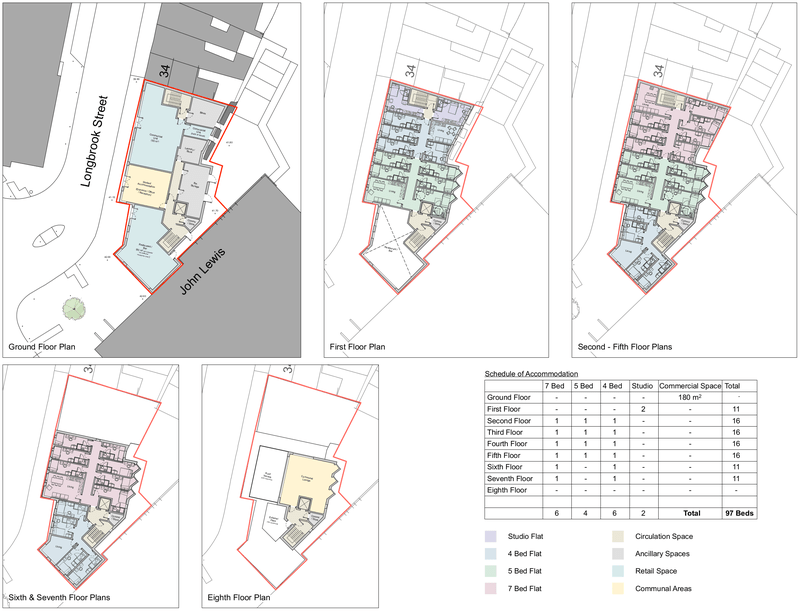 34
Longbrook Street
John Lewis
Ground Floor Plan
34
First Floor Plan
34
Second - Fifth Floor Plans
Living
Sixth & Seventh Floor Plans
Eighth Floor Plan
Schedule of Accommodation
7 Bed 5 Bed 4 Bed Studio Commercial Space Total
Ground Floor - - - - 180 m² -
First Floor - - - 2 - 11
Second Floor 1 1 1 - - 16
Third Floor 1 1 1 - - 16
Fourth Floor 1 1 1 - - 16
Fifth Floor 1 1 1 - - 16
Sixth Floor 1 - 1 - - 11
Seventh Floor 1 - 1 - - 11
Eighth Floor - - - - - -
6 4 6 2 Total 97 Beds
Studio Flat
4 Bed Flat
5 Bed Flat
7 Bed Flat
Circulation Space
Ancillary Spaces
Retail Space
Communal Areas